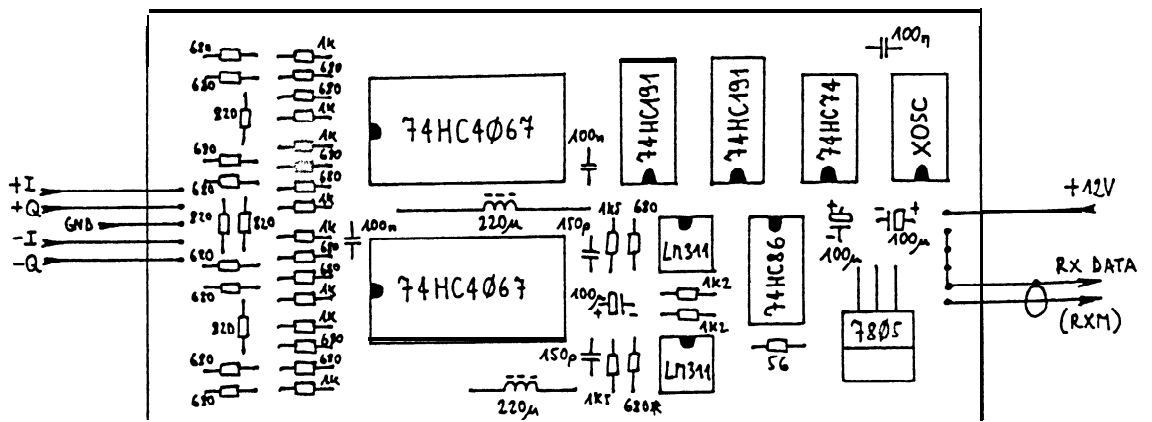 680
680
820
680
680
820
820
680
680
820
680
680
1k
680
680
1k
1k
680
680
1k
1k
680
680
1k
1k
680
680
1k
+I
+Q
GND
-I
-Q
74HC4067
220μ
100n
74HC4067
220μ
100n
150p
1k5
680
100μ
+
150p
1k5
680R
74HC191
74HC191
74HC74
XOSC
100n
LM311
1k2
1k2
LM311
74HC86
56
+
100μ
- +
100μ
7805
+12V
RX DATA
(RXM)